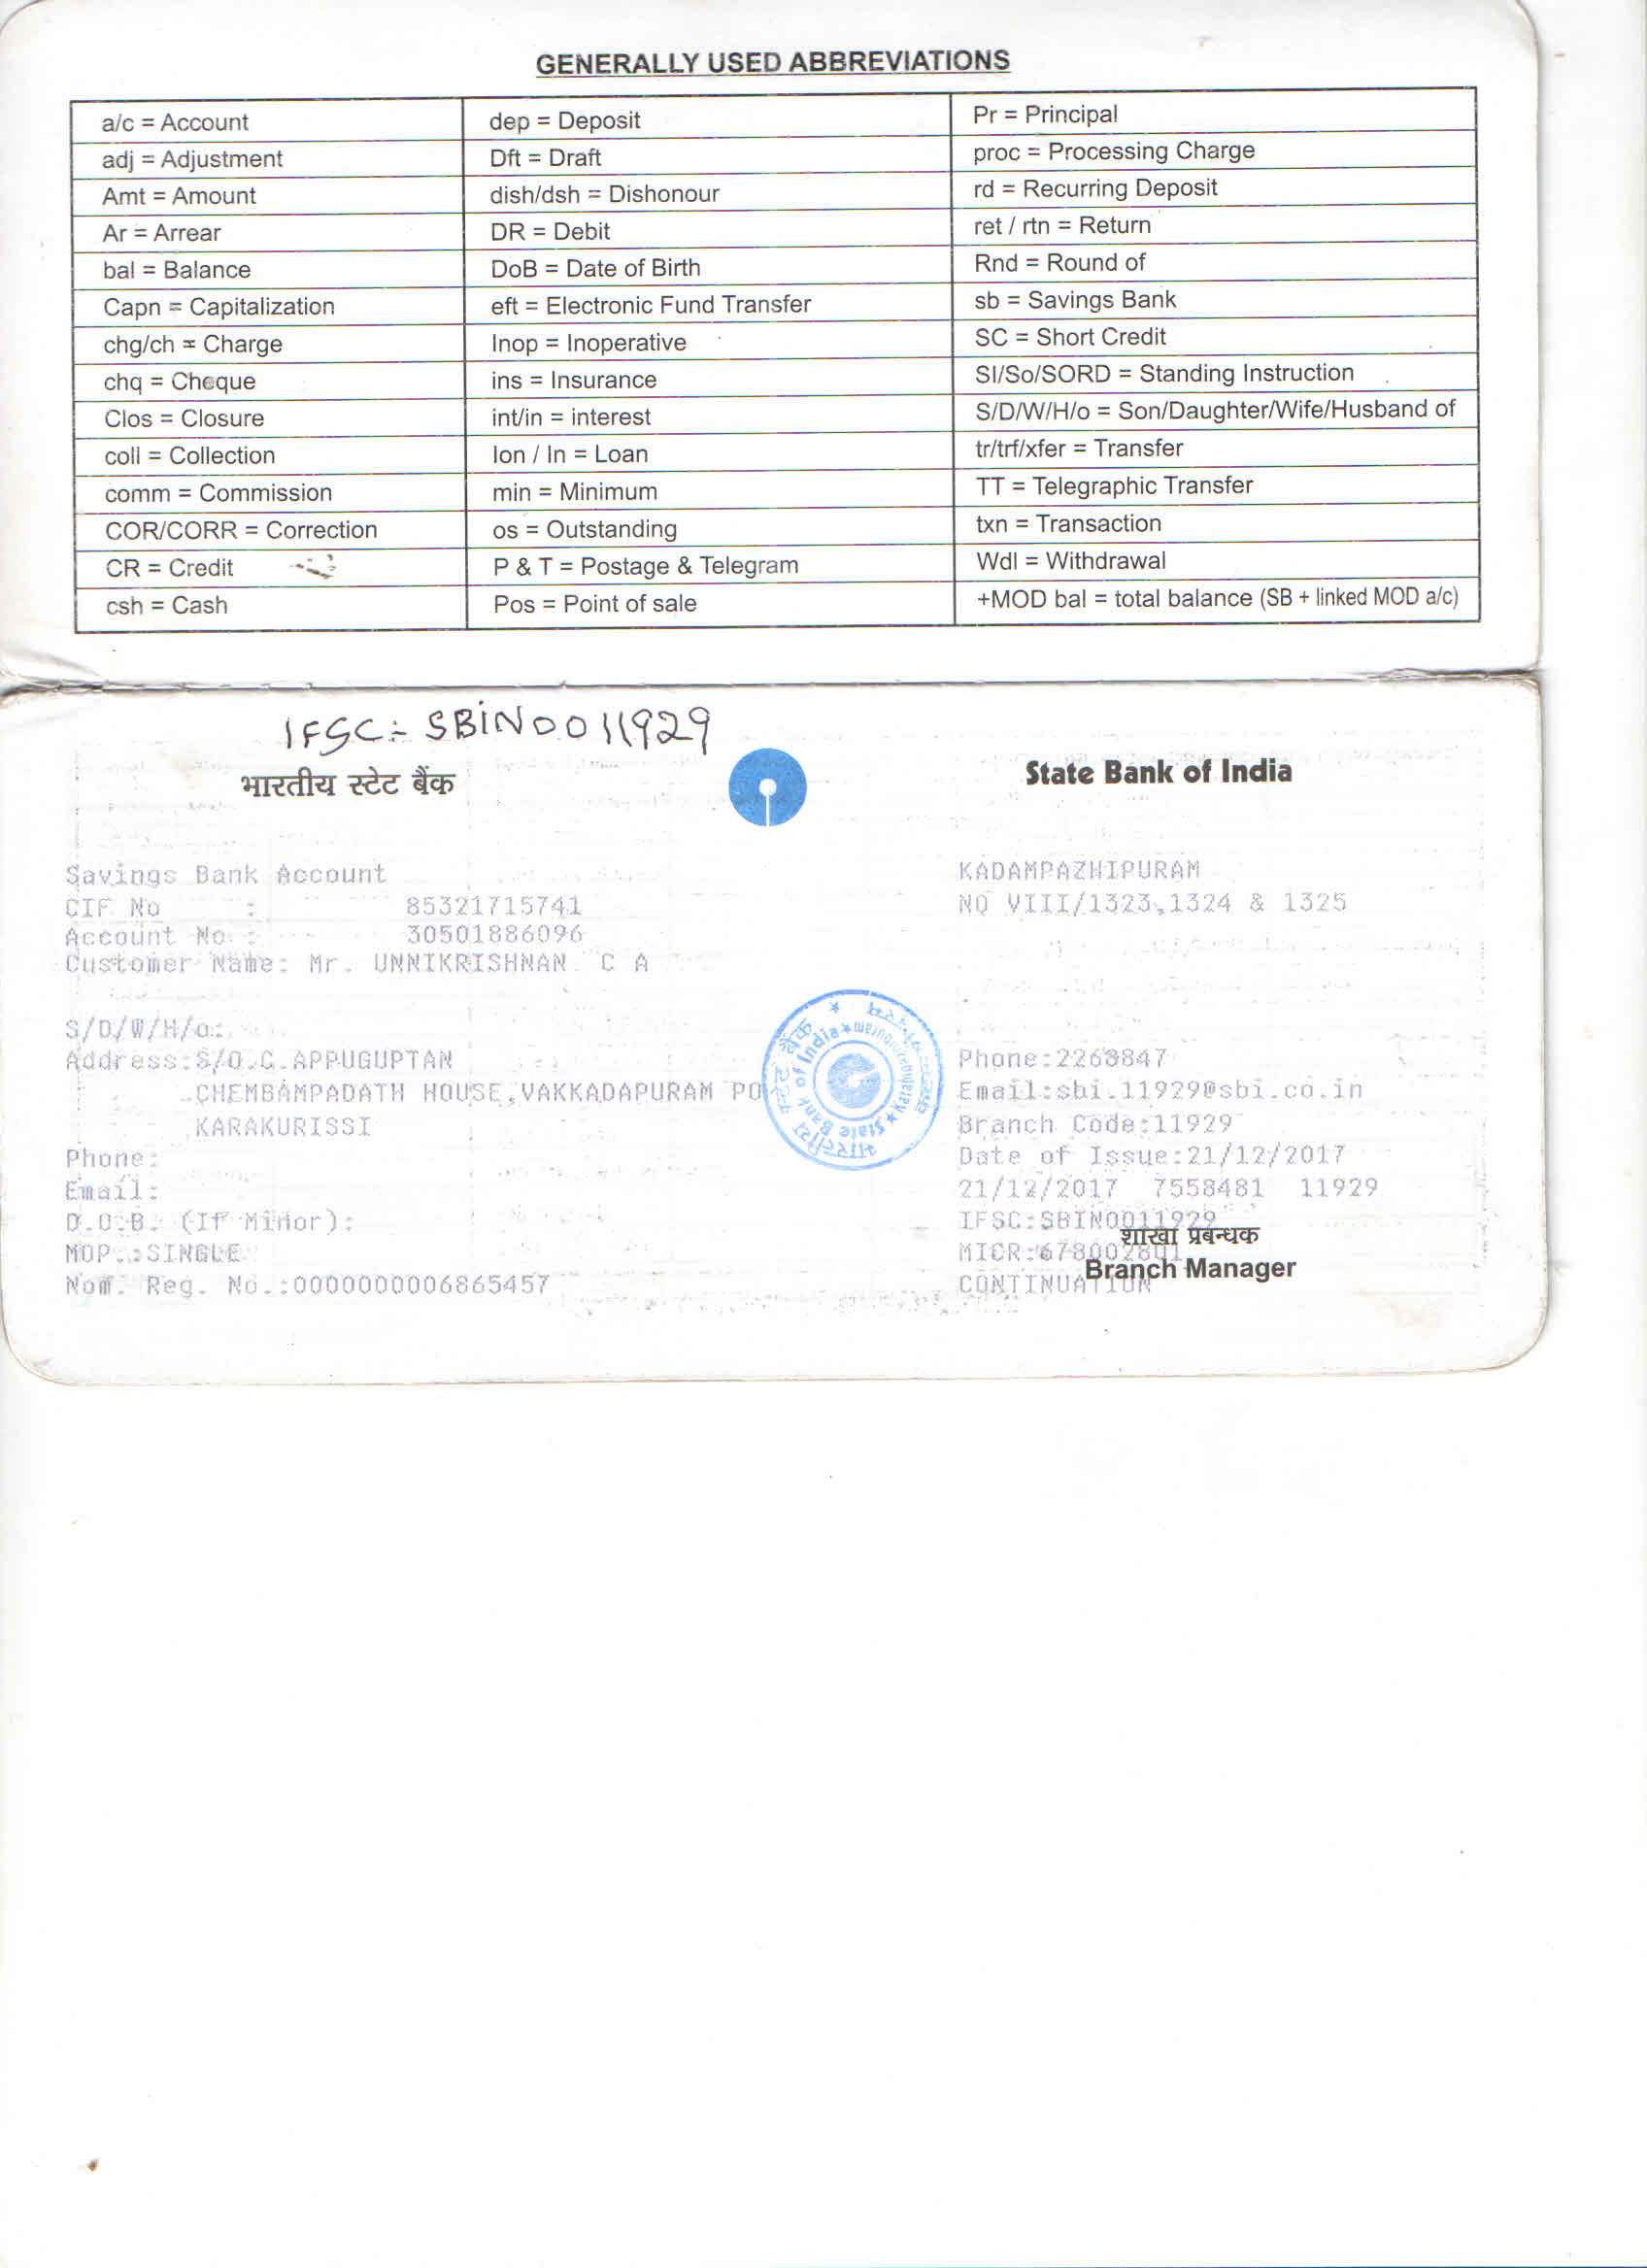 GENERALLY USED ABBREVIATIONS
a/c = Account
dep = Deposit
Pr = Principal
adj = Adjustment
Dft = Draft
proc = Processing Charge
Amt = Amount
dish/dsh = Dishonour
rd = Recurring Deposit
Ar = Arrear
DR = Debit
ret / rtn = Return
bal = Balance
DoB = Date of Birth
Rnd = Round of
Capn = Capitalization
eft = Electronic Fund Transfer
sb = Savings Bank
chg/ch = Charge
Inop = Inoperative
SC = Short Credit
chq = Cheque
ins = Insurance
SI/So/SORD = Standing Instruction
Clos = Closure
int/in = interest
S/D/W/H/o = Son/Daughter/Wife/Husband of
coll = Collection
lon / ln = Loan
tr/trf/xfer = Transfer
comm = Commission
min = Minimum
TT = Telegraphic Transfer
COR/CORR = Correction
os = Outstanding
txn = Transaction
CR = Credit
P & T = Postage & Telegram
Wdl = Withdrawal
csh = Cash
Pos = Point of sale
+MOD bal = total balance (SB + linked MOD a/c)
IFSC:- SBIN0011929
भारतीय स्टेट बैंक
State Bank of India
Savings Bank Account
CIF No : 85321715741
Account No : 30501886096
Customer Name: Mr. UNNIKRISHNAN C A
S/D/W/H/o:
Address:S/O.C.APPUGUPTAN
CHEMBAMPADATH HOUSE,VAKKADAPURAM PO
KARAKURISSI
Phone:
Email:
D.O.B. (If Minor):
MOP.:SINGLE
Nom. Reg. No.:0000000006865457
भारतीय स्टेट बैंक
State Bank of India
KADAMPAZHIPURAM
NO VIII/1323,1324 & 1325
Phone:2268847
Email:sbi.11929@sbi.co.in
Branch Code:11929
Date of Issue:21/12/2017
21/12/2017 7558481 11929
IFSC:SBIN0011929
शाखा प्रबन्धक
MICR:678002801
Branch Manager
CONTINUATION